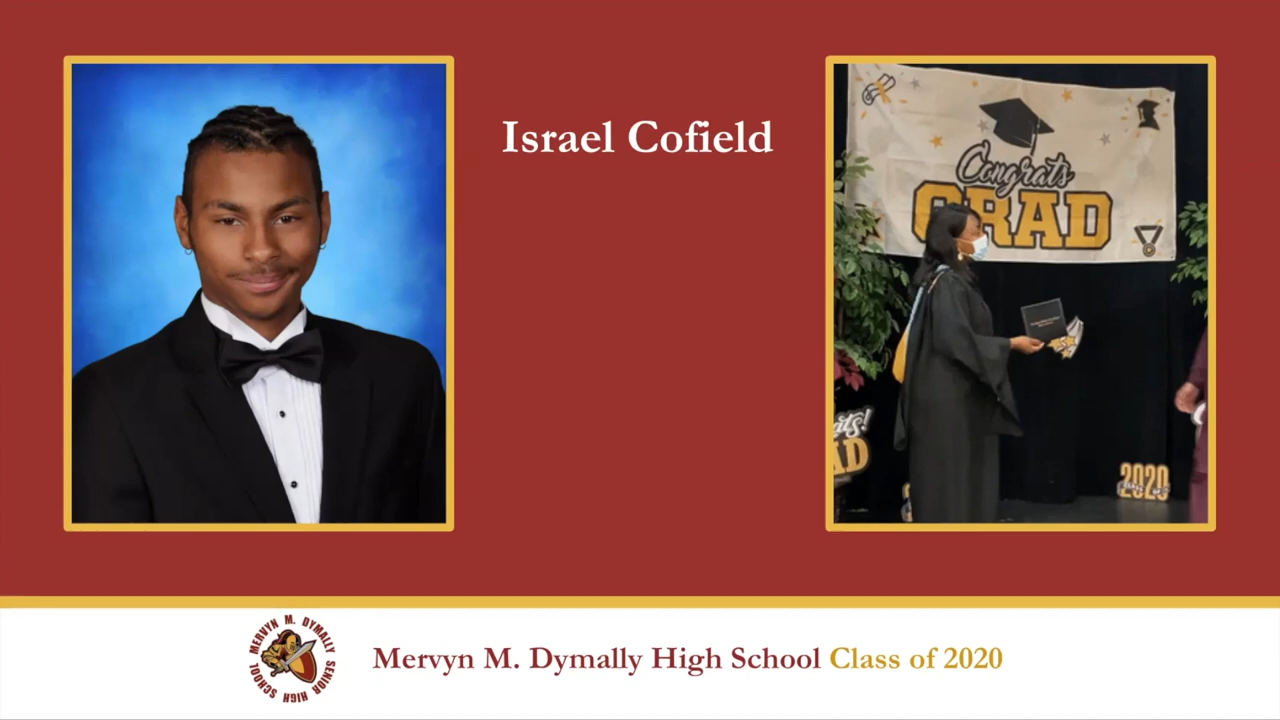 Israel Cofield
Congrats
GRAD
2020
MERVYN M. DYMALLY SENIOR HIGH SCHOOL
Mervyn M. Dymally High School Class of 2020